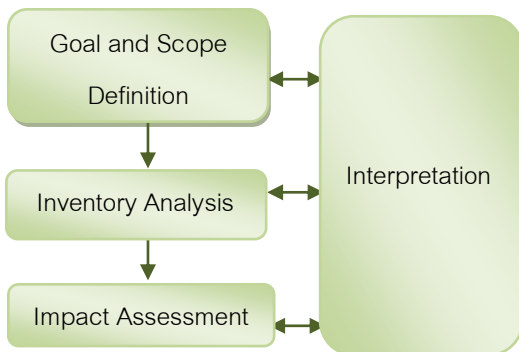 Goal and Scope
Definition
Inventory Analysis
Interpretation
Impact Assessment